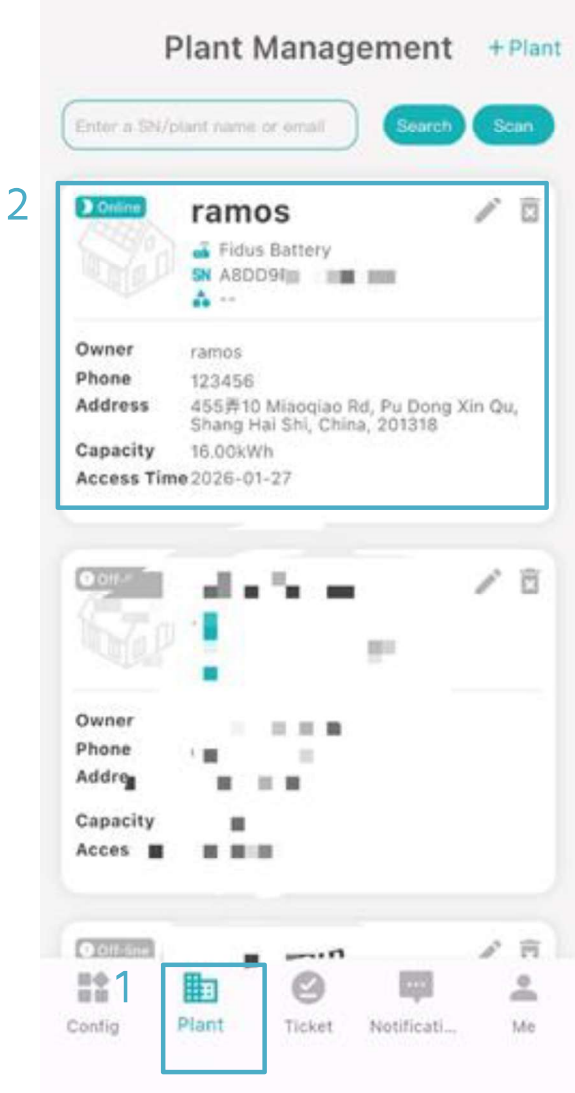 Plant Management
+ Plant
Enter a SN/plant name or email
Search
Scan
2
Online
ramos
Fidus Battery
SN A8DD9
--
Owner ramos
Phone 123456
Address 455弄10 Miaoqiao Rd, Pu Dong Xin Qu,
Shang Hai Shi, China, 201318
Capacity 16.00kWh
Access Time 2026-01-27
Owner
Phone
Addre
Capacity
Acces
Off-line
1
Config
Plant
Ticket
Notificati...
Me